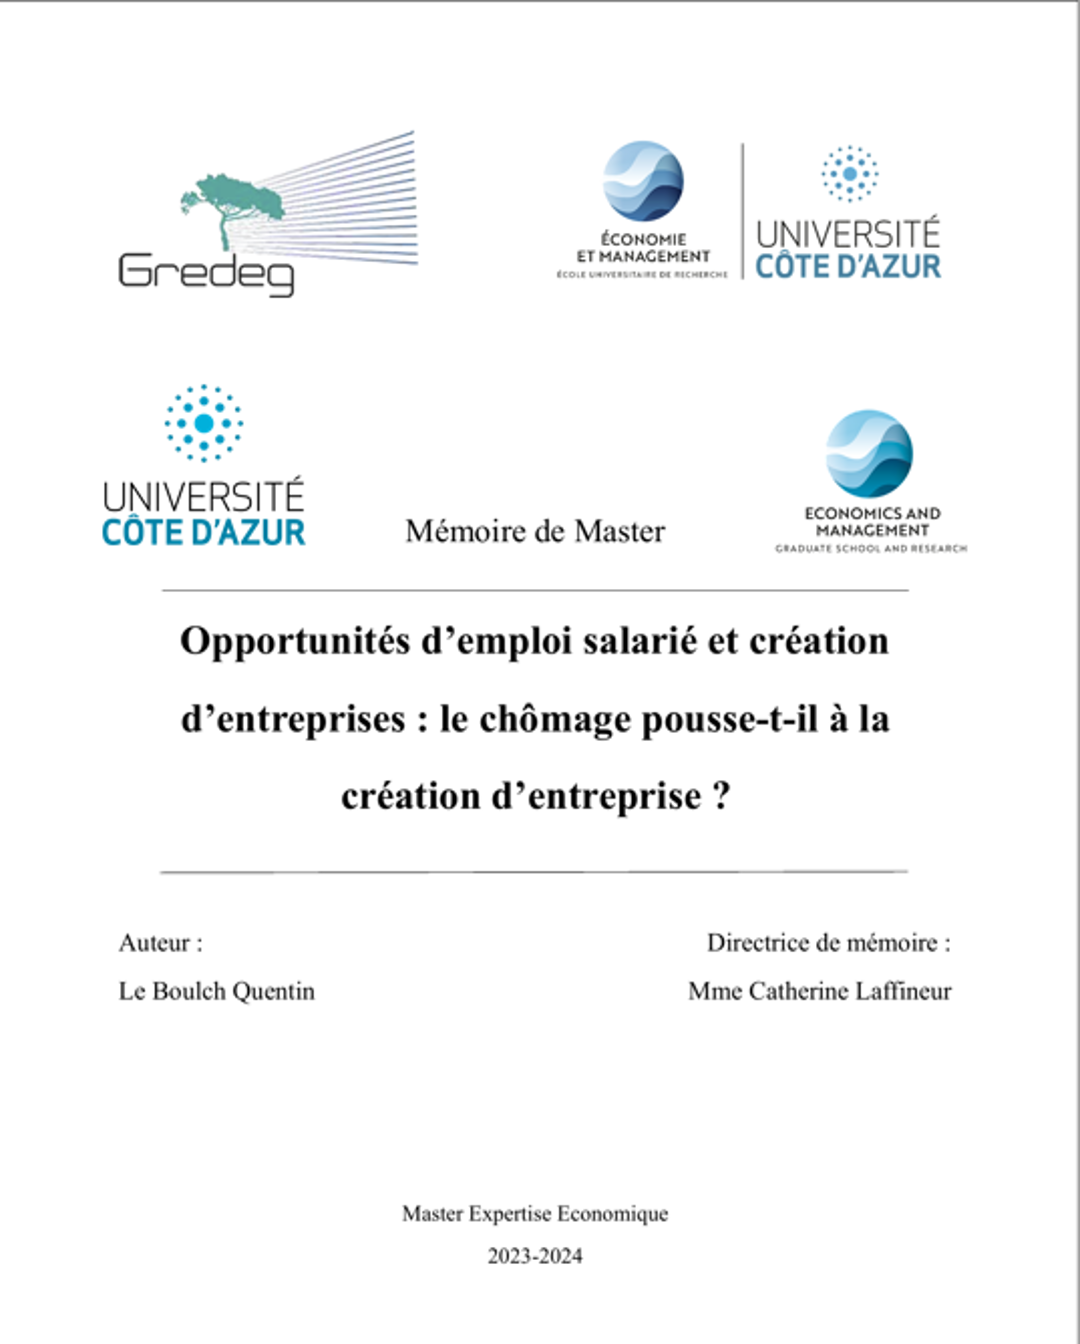 Gredeg
ÉCONOMIE
ET MANAGEMENT
ÉCOLE UNIVERSITAIRE DE RECHERCHE
UNIVERSITÉ
CÔTE D'AZUR
UNIVERSITÉ
CÔTE D'AZUR
Mémoire de Master
ECONOMICS AND
MANAGEMENT
GRADUATE SCHOOL AND RESEARCH
Opportunités d’emploi salarié et création
d’entreprises : le chômage pousse-t-il à la
création d’entreprise ?
Auteur :
Le Boulch Quentin
Directrice de mémoire :
Mme Catherine Laffineur
Master Expertise Economique
2023-2024